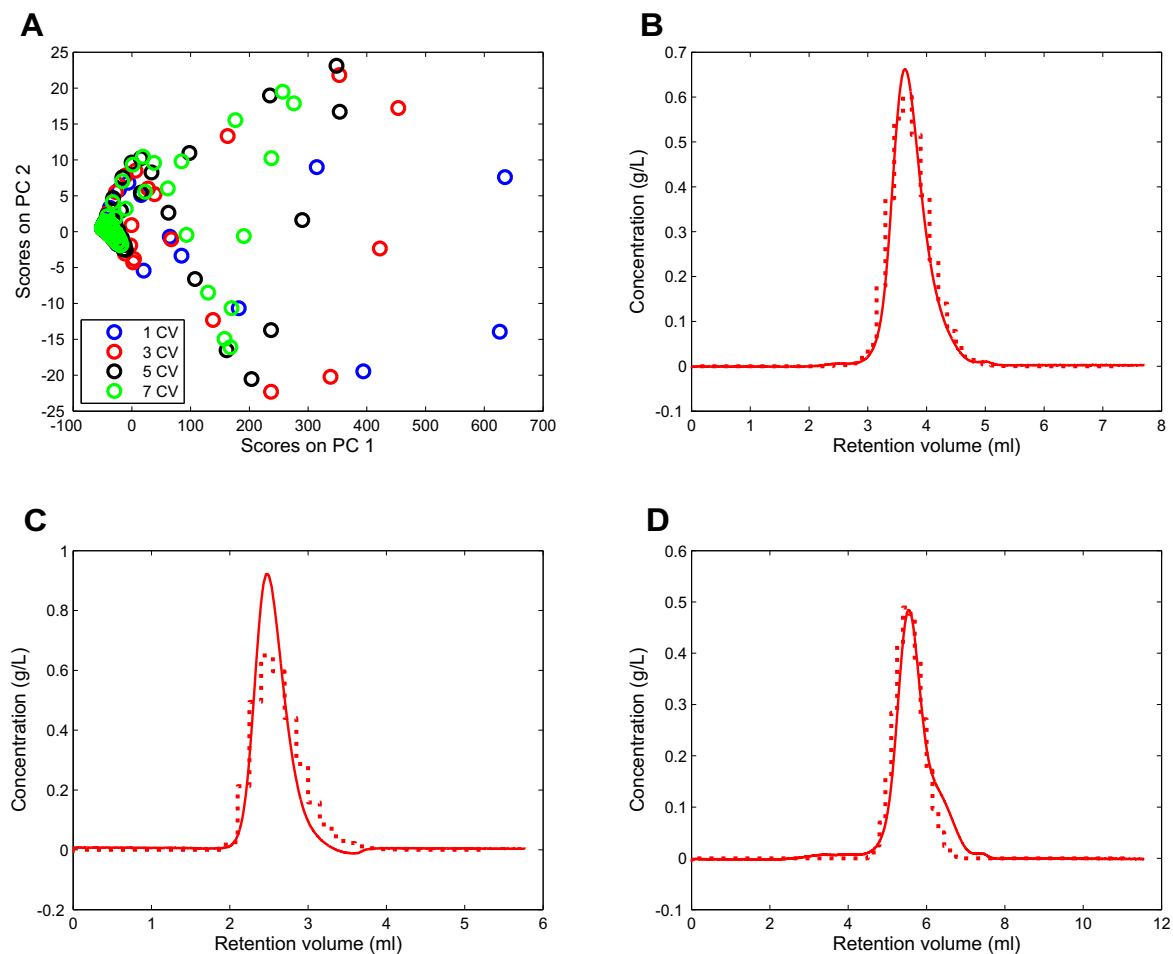 A
25
20
15
10
5
0
-5
-10
-15
-20
-25
-100 0 100 200 300 400 500 600 700
Scores on PC 1
Scores on PC 2
1 CV
3 CV
5 CV
7 CV
B
0.7
0.6
0.5
0.4
0.3
0.2
0.1
0
-0.1
0 1 2 3 4 5 6 7 8
Retention volume (ml)
Concentration (g/L)
C
1
0.8
0.6
0.4
0.2
0
-0.2
0 1 2 3 4 5 6
Retention volume (ml)
Concentration (g/L)
D
0.6
0.5
0.4
0.3
0.2
0.1
0
-0.1
0 2 4 6 8 10 12
Retention volume (ml)
Concentration (g/L)